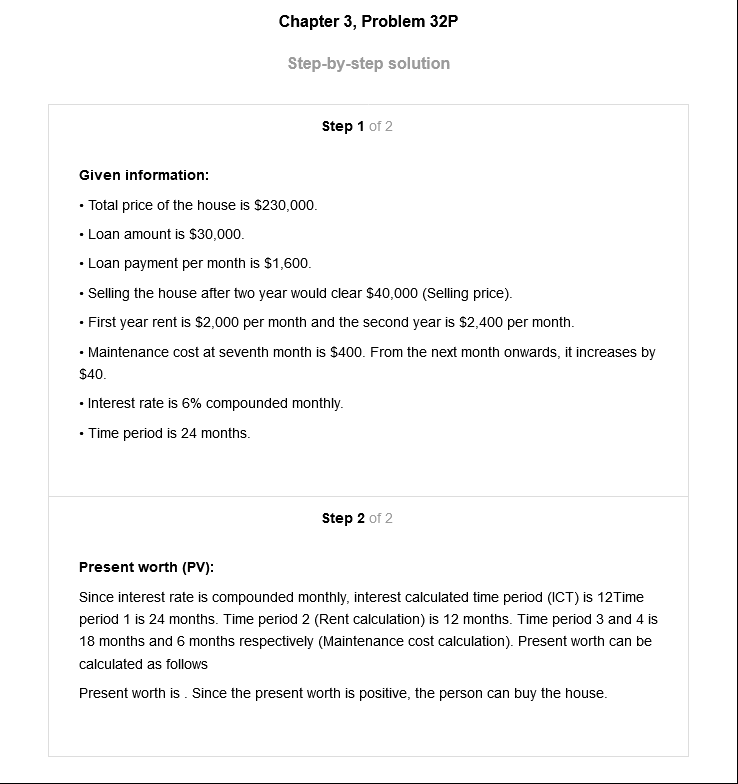 Chapter 3, Problem 32P
Step-by-step solution
Step 1 of 2
Given information:
• Total price of the house is $230,000.
• Loan amount is $30,000.
• Loan payment per month is $1,600.
• Selling the house after two year would clear $40,000 (Selling price).
• First year rent is $2,000 per month and the second year is $2,400 per month.
• Maintenance cost at seventh month is $400. From the next month onwards, it increases by
$40.
• Interest rate is 6% compounded monthly.
• Time period is 24 months.
Step 2 of 2
Present worth (PV):
Since interest rate is compounded monthly, interest calculated time period (ICT) is 12Time
period 1 is 24 months. Time period 2 (Rent calculation) is 12 months. Time period 3 and 4 is
18 months and 6 months respectively (Maintenance cost calculation). Present worth can be
calculated as follows
Present worth is . Since the present worth is positive, the person can buy the house.